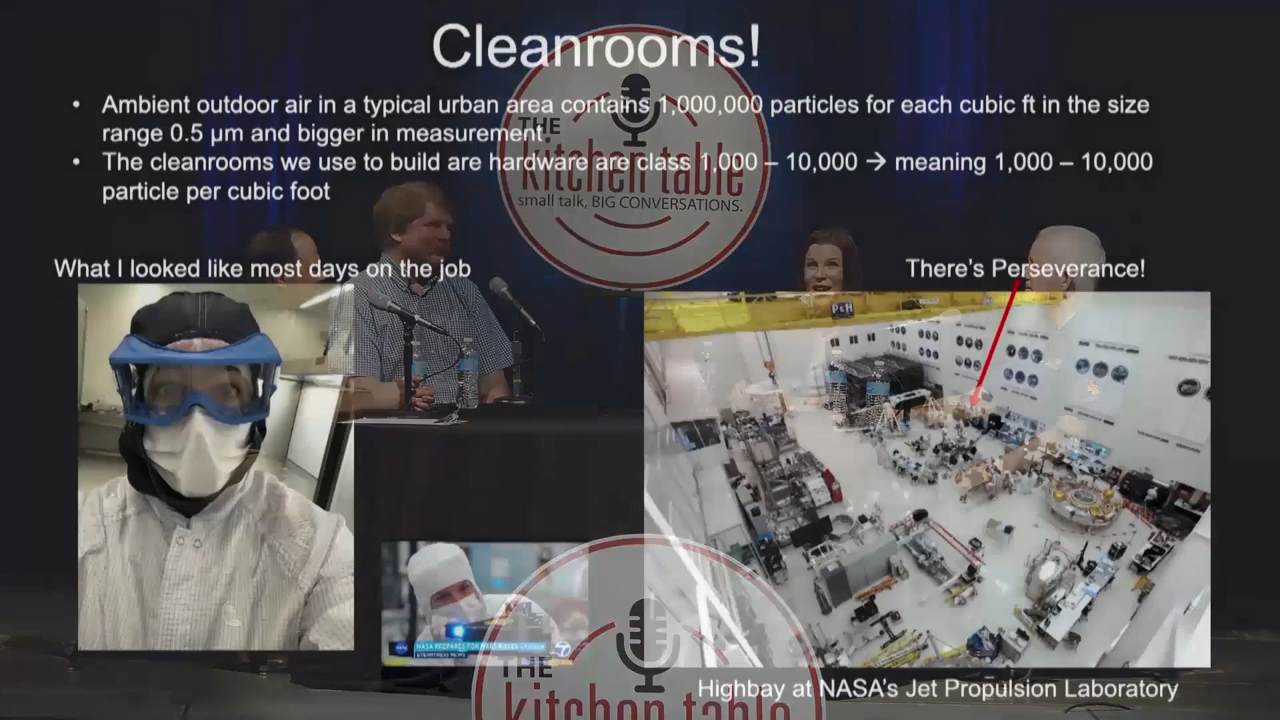 Cleanrooms!
• Ambient outdoor air in a typical urban area contains 1,000,000 particles for each cubic ft in the size
range 0.5 µm and bigger in measurement.
• The cleanrooms we use to build are hardware are class 1,000 – 10,000 → meaning 1,000 – 10,000
particle per cubic foot
THE
kitchen table
small talk, BIG CONVERSATIONS.
What I looked like most days on the job
There's Perseverance!
P&H
NASA PREPARES FOR MARS ROVER LAUNCH
7
THE
kitchen table
Highbay at NASA's Jet Propulsion Laboratory